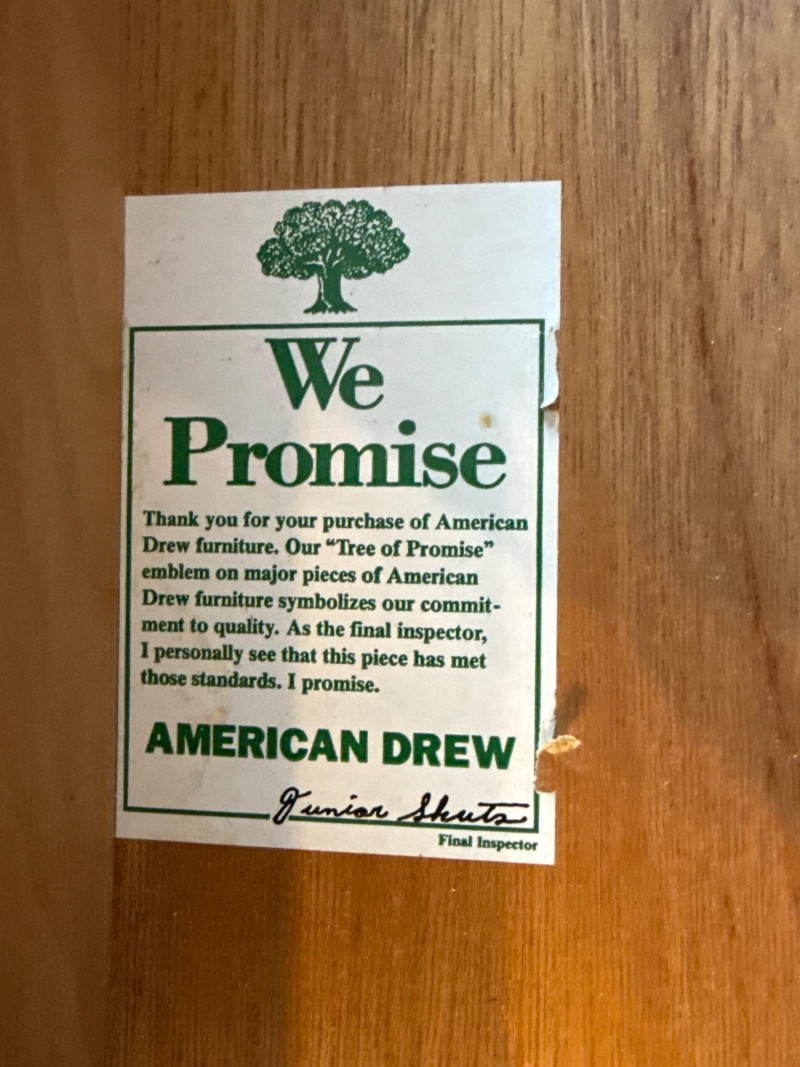 We
Promise
Thank you for your purchase of American
Drew furniture. Our “Tree of Promise”
emblem on major pieces of American
Drew furniture symbolizes our commit-
ment to quality. As the final inspector,
I personally see that this piece has met
those standards. I promise.
AMERICAN DREW
Junior Shuts
Final Inspector